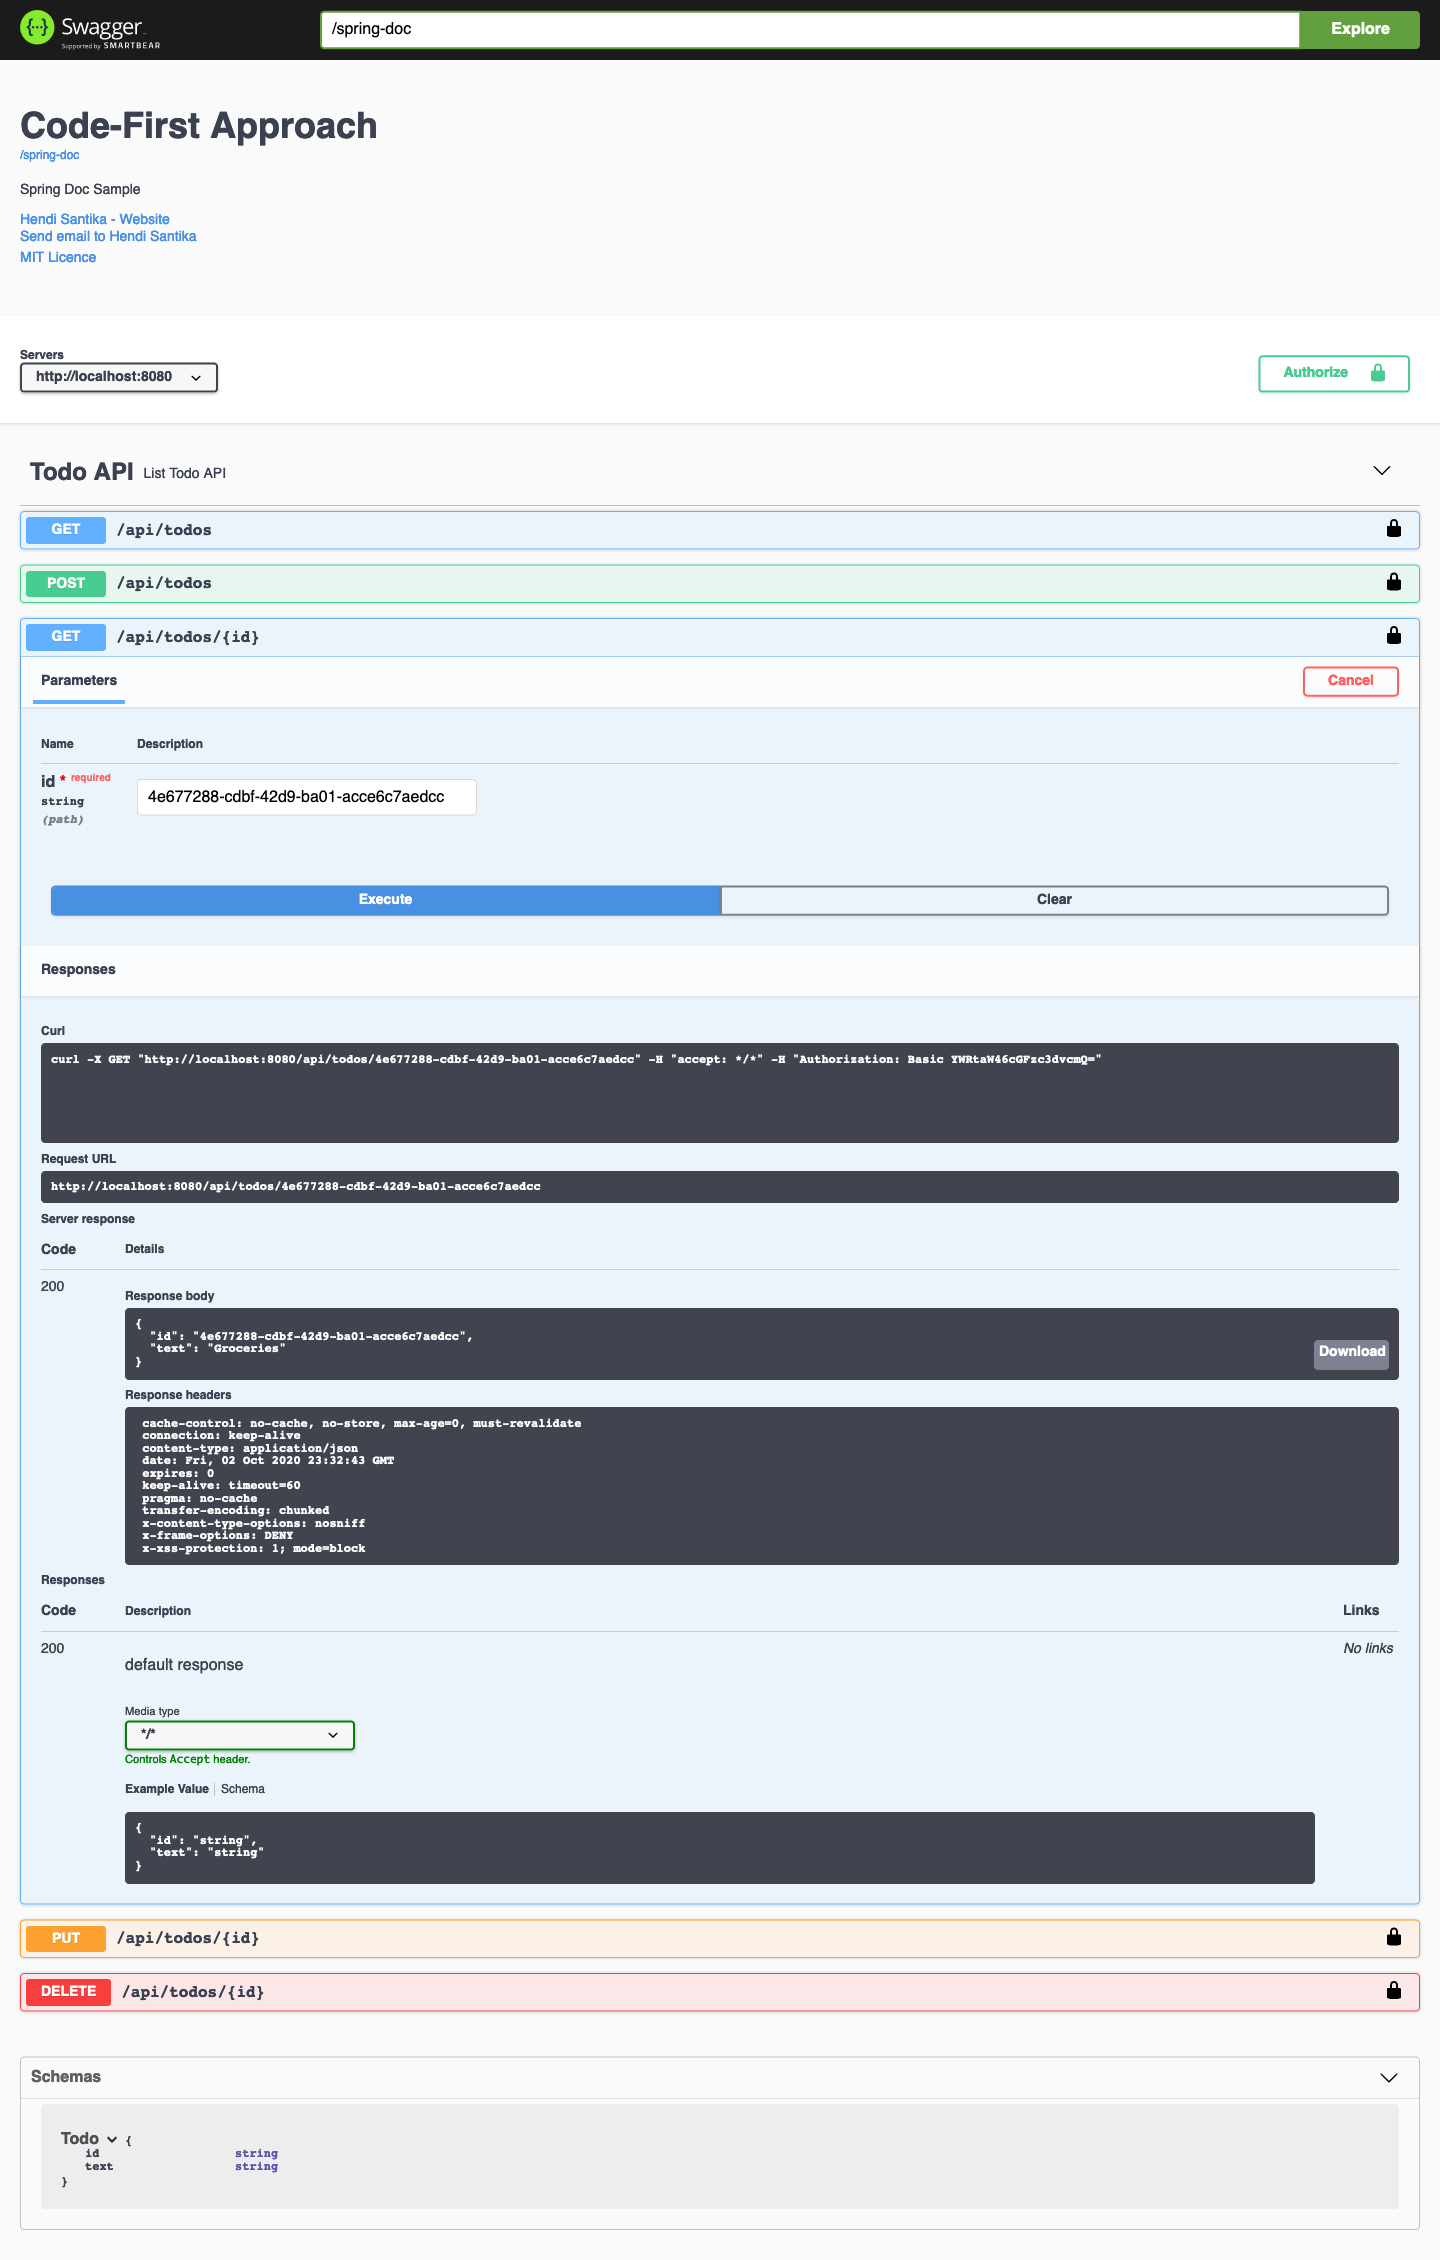 Swagger
Supported by SMARTBEAR
/spring-doc
Explore
Code-First Approach
/spring-doc
Spring Doc Sample
Hendi Santika - Website
Send email to Hendi Santika
MIT Licence
Servers
http://localhost:8080
Authorize
Todo API List Todo API
GET /api/todos
POST /api/todos
GET /api/todos/{id}
Parameters
Cancel
Name Description
id * required
string
(path)
4e677288-cdbf-42d9-ba01-acce6c7aedcc
Execute Clear
Responses
Curl
curl -X GET "http://localhost:8080/api/todos/4e677288-cdbf-42d9-ba01-acce6c7aedcc" -H "accept: */*" -H "Authorization: Basic YWRtaW46cGFzc3dvcmQ="
Request URL
http://localhost:8080/api/todos/4e677288-cdbf-42d9-ba01-acce6c7aedcc
Server response
Code Details
200
Response body
{
"id": "4e677288-cdbf-42d9-ba01-acce6c7aedcc",
"text": "Groceries"
}
Download
Response headers
cache-control: no-cache, no-store, max-age=0, must-revalidate
connection: keep-alive
content-type: application/json
date: Fri, 02 Oct 2020 23:32:43 GMT
expires: 0
keep-alive: timeout=60
pragma: no-cache
transfer-encoding: chunked
x-content-type-options: nosniff
x-frame-options: DENY
x-xss-protection: 1; mode=block
Responses
Code Description Links
200
default response
No links
Media type
*/*
Controls Accept header.
Example Value Schema
{
"id": "string",
"text": "string"
}
PUT /api/todos/{id}
DELETE /api/todos/{id}
Schemas
Todo {
id string
text string
}